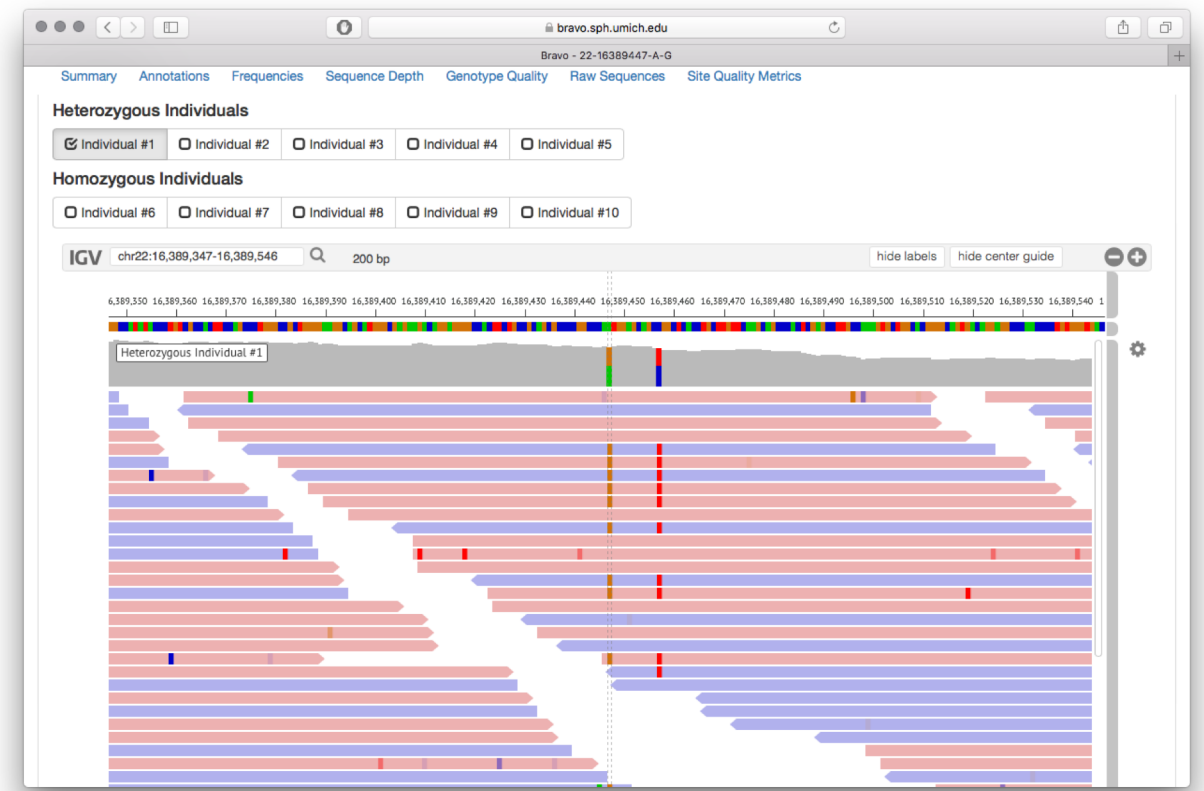 bravo.sph.umich.edu
Bravo - 22-16389447-A-G
Summary Annotations Frequencies Sequence Depth Genotype Quality Raw Sequences Site Quality Metrics
Heterozygous Individuals
Individual #1 Individual #2 Individual #3 Individual #4 Individual #5
Homozygous Individuals
Individual #6 Individual #7 Individual #8 Individual #9 Individual #10
IGV chr22:16,389,347-16,389,546 200 bp hide labels hide center guide
6,389,350 16,389,360 16,389,370 16,389,380 16,389,390 16,389,400 16,389,410 16,389,420 16,389,430 16,389,440 16,389,450 16,389,460 16,389,470 16,389,480 16,389,490 16,389,500 16,389,510 16,389,520 16,389,530 16,389,540 1
Heterozygous Individual #1